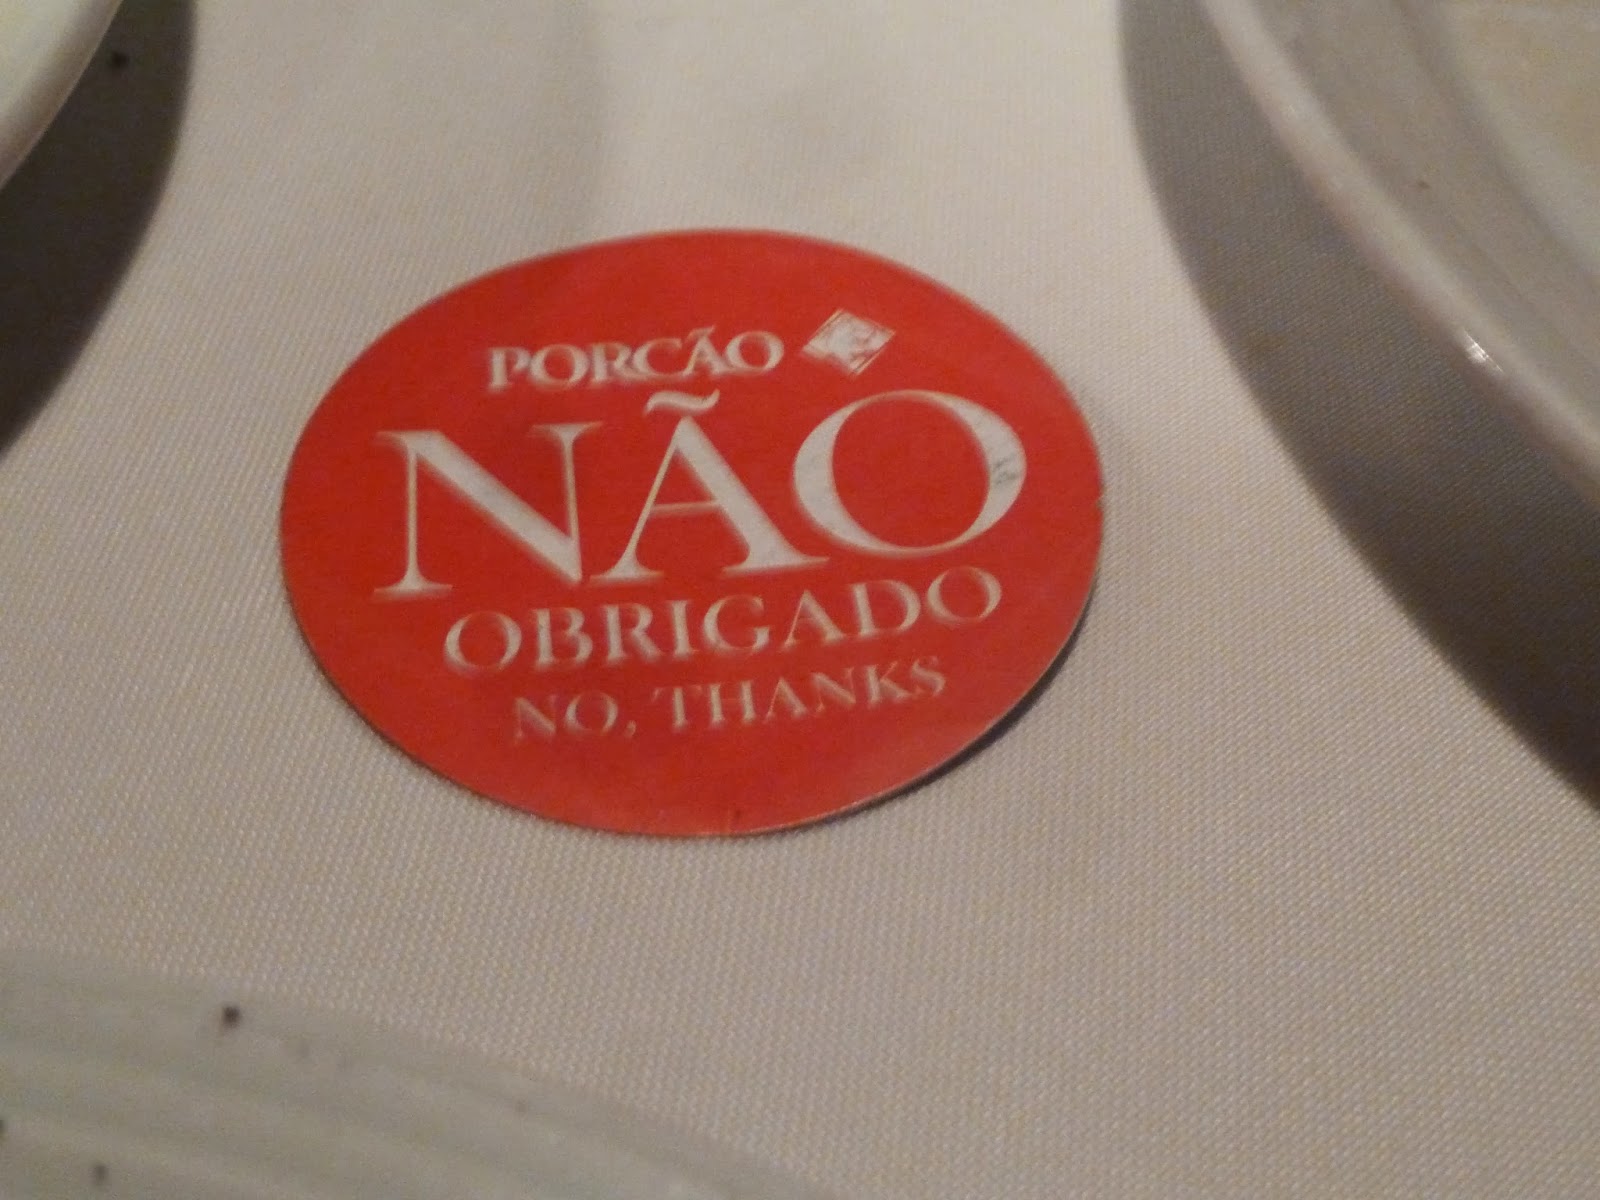 PORCÃO
NÃO
OBRIGADO
NO, THANKS